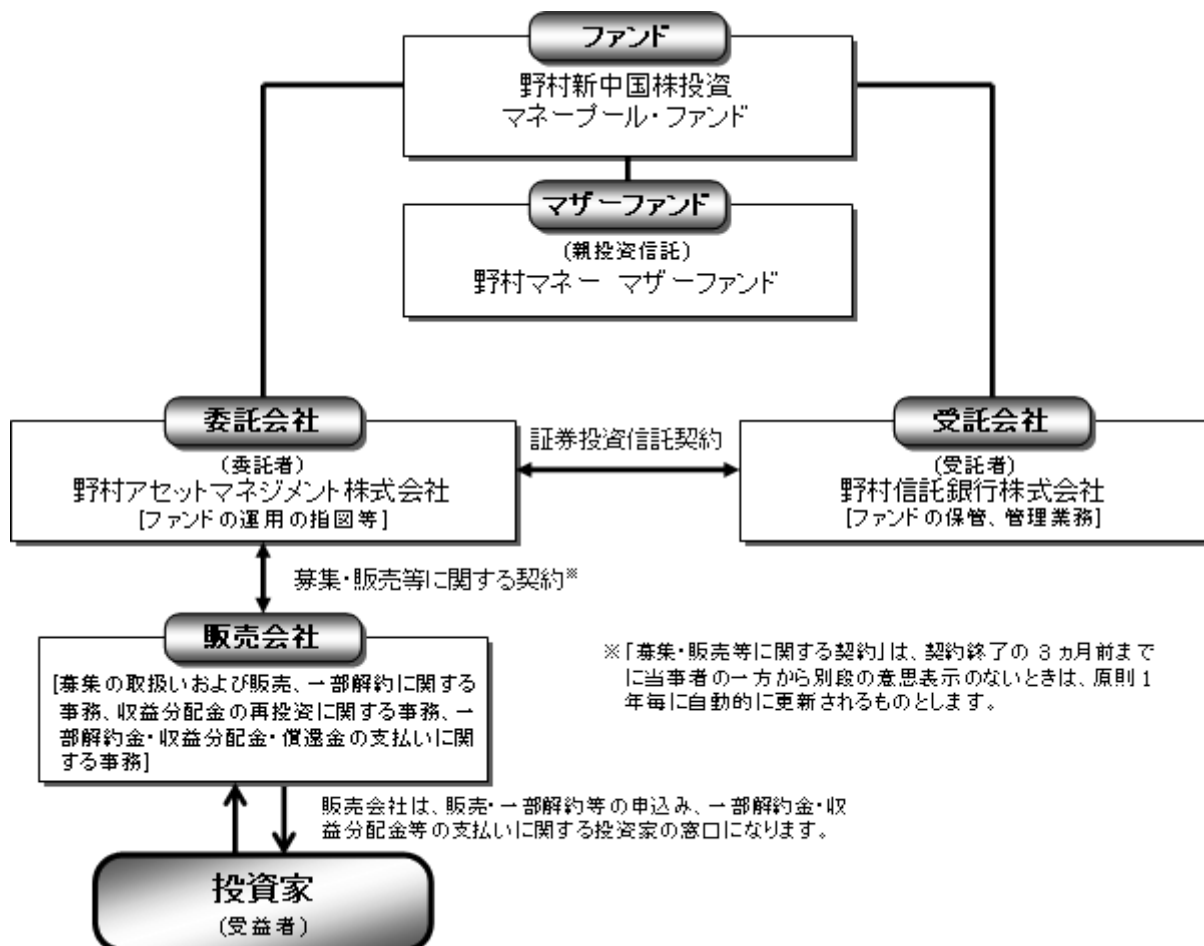 ファンド
野村新中国株投資
マネープール・ファンド
マザーファンド
(親投資信託)
野村マネー マザーファンド
委託会社
(委託者)
野村アセットマネジメント株式会社
[ファンドの運用の指図等]
証券投資信託契約
受託会社
(受託者)
野村信託銀行株式会社
[ファンドの保管、管理業務]
募集・販売等に関する契約※
販売会社
[募集の取扱いおよび販売、一部解約に関する
事務、収益分配金の再投資に関する事務、一
部解約金・収益分配金・償還金の支払いに関
する事務]
※「募集・販売等に関する契約」は、契約終了の3ヵ月前まで
に当事者の一方から別段の意思表示のないときは、原則1
年毎に自動的に更新されるものとします。
販売会社は、販売・一部解約等の申込み、一部解約金・収
益分配金等の支払いに関する投資家の窓口になります。
投資家
(受益者)